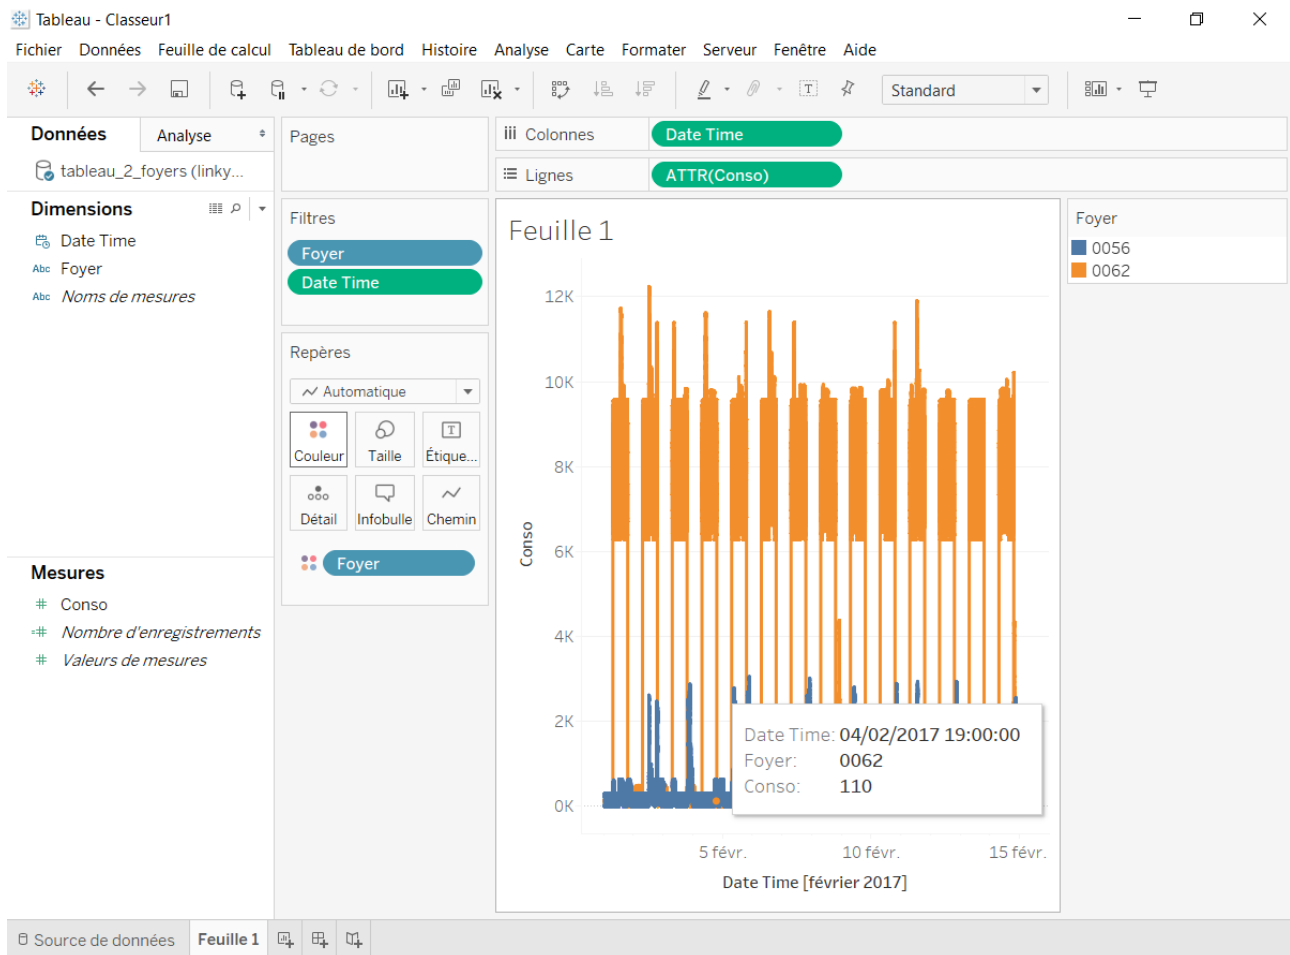 Tableau - Classeur1
Fichier Données Feuille de calcul Tableau de bord Histoire Analyse Carte Formater Serveur Fenêtre Aide
Standard
Données Analyse
tableau_2_foyers (linky...
Dimensions
Date Time
Abc Foyer
Abc Noms de mesures
Mesures
Conso
Nombre d'enregistrements
Valeurs de mesures
Pages
Filtres
Foyer
Date Time
Repères
Automatique
Couleur Taille Étique...
Détail Infobulle Chemin
Foyer
Colonnes Date Time
Lignes ATTR(Conso)
Feuille 1
12K
10K
8K
6K
4K
2K
0K
Conso
Date Time: 04/02/2017 19:00:00
Foyer: 0062
Conso: 110
5 févr. 10 févr. 15 févr.
Date Time [février 2017]
Foyer
0056
0062
Source de données Feuille 1